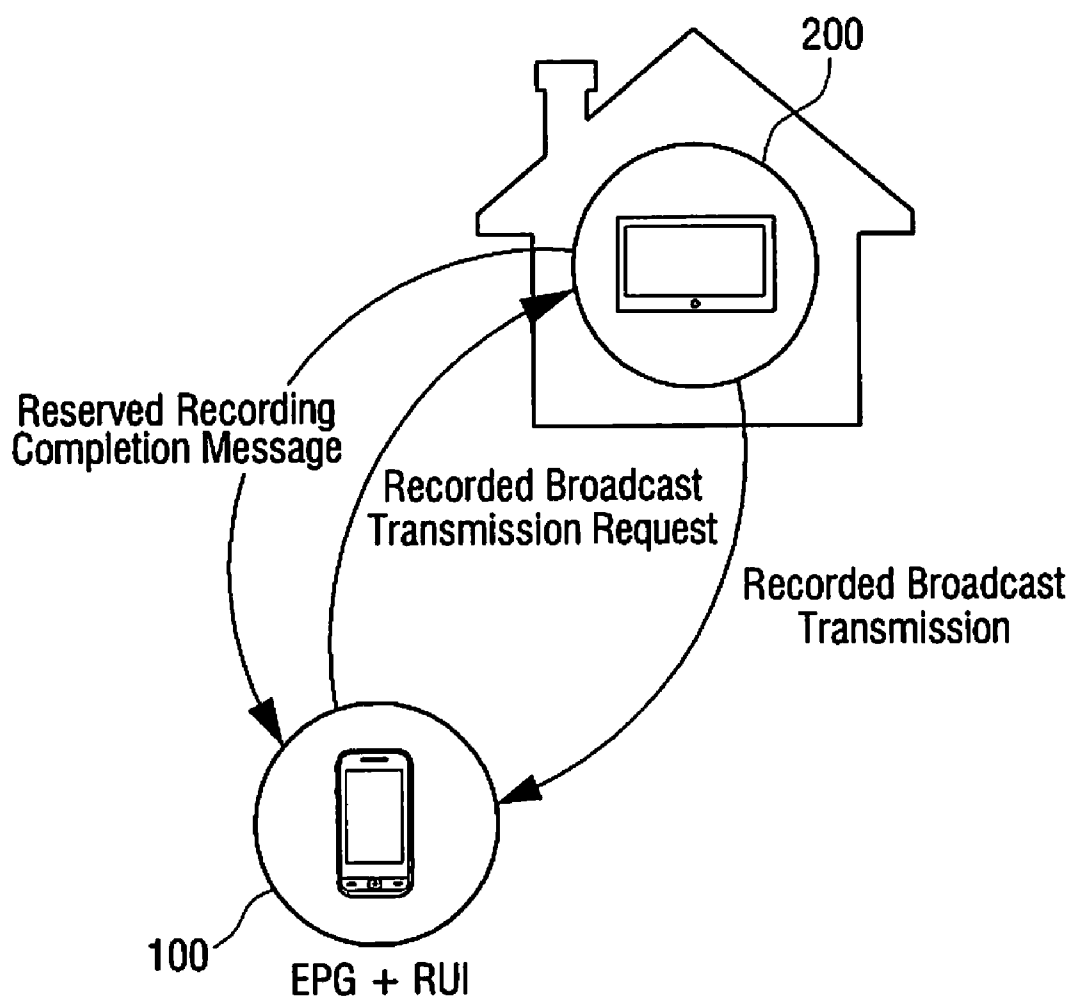 200
Reserved Recording
Completion Message
Recorded Broadcast
Transmission Request
Recorded Broadcast
Transmission
100
EPG + RUI